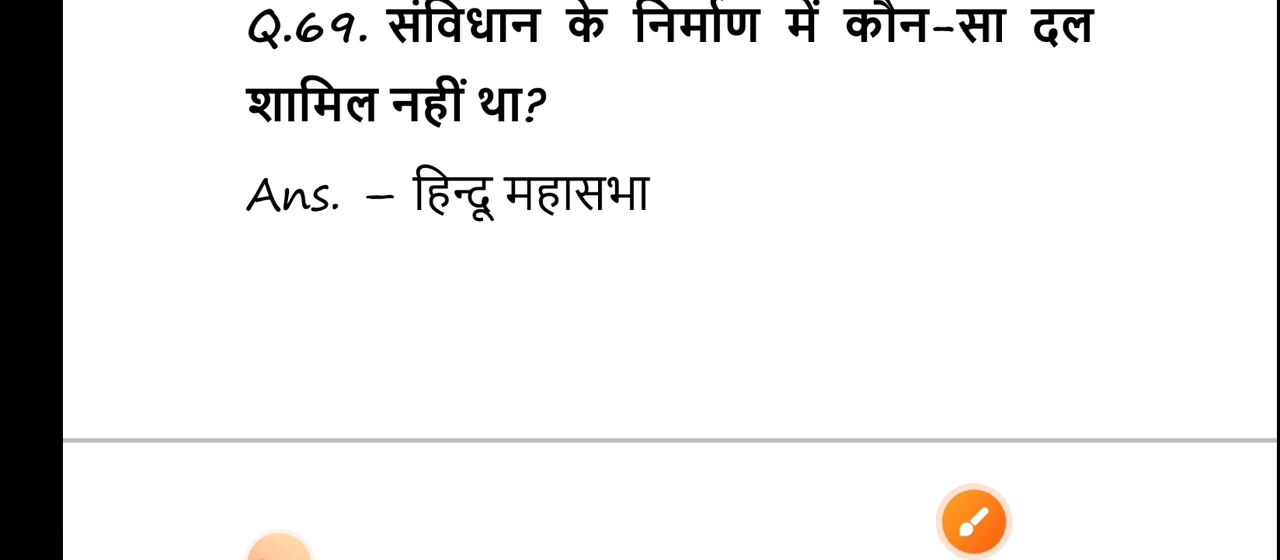 Q.69. संविधान के निर्माण में कौन-सा दल
शामिल नहीं था?
Ans. – हिन्दू महासभा